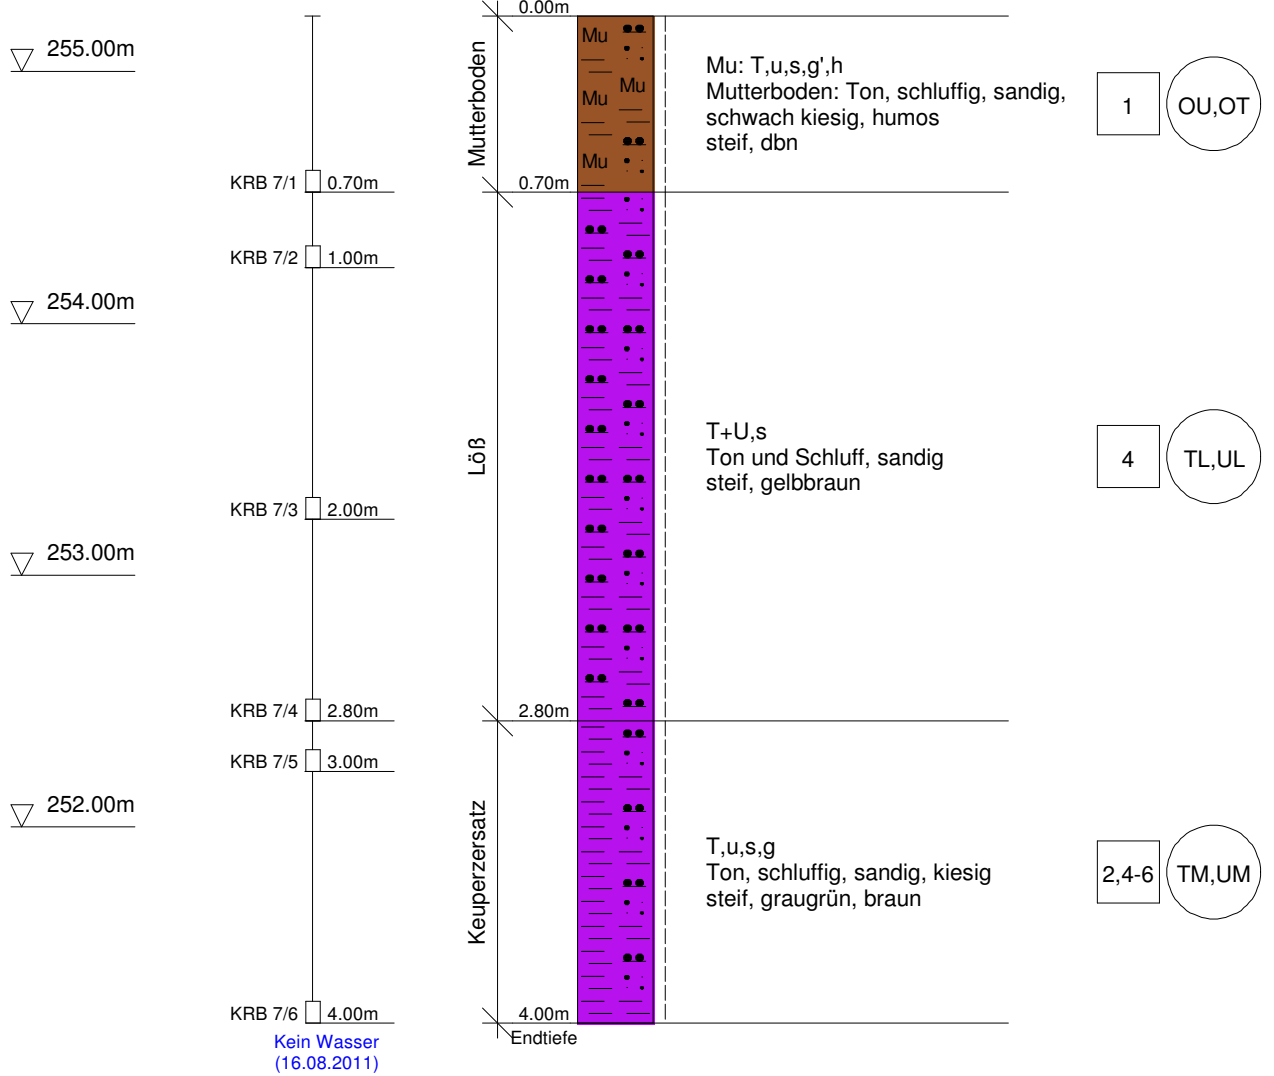 0.00m
255.00m
Mutterboden
Mu
Mu
Mu
Mu
Mu: T,u,s,g',h
Mutterboden: Ton, schluffig, sandig,
schwach kiesig, humos
steif, dbn
1
OU,OT
KRB 7/1
0.70m
0.70m
KRB 7/2
1.00m
254.00m
Löß
T+U,s
Ton und Schluff, sandig
steif, gelbbraun
4
TL,UL
KRB 7/3
2.00m
253.00m
KRB 7/4
2.80m
2.80m
KRB 7/5
3.00m
252.00m
Keuperzersatz
T,u,s,g
Ton, schluffig, sandig, kiesig
steif, graugrün, braun
2,4-6
TM,UM
KRB 7/6
4.00m
4.00m
Endtiefe
Kein Wasser
(16.08.2011)